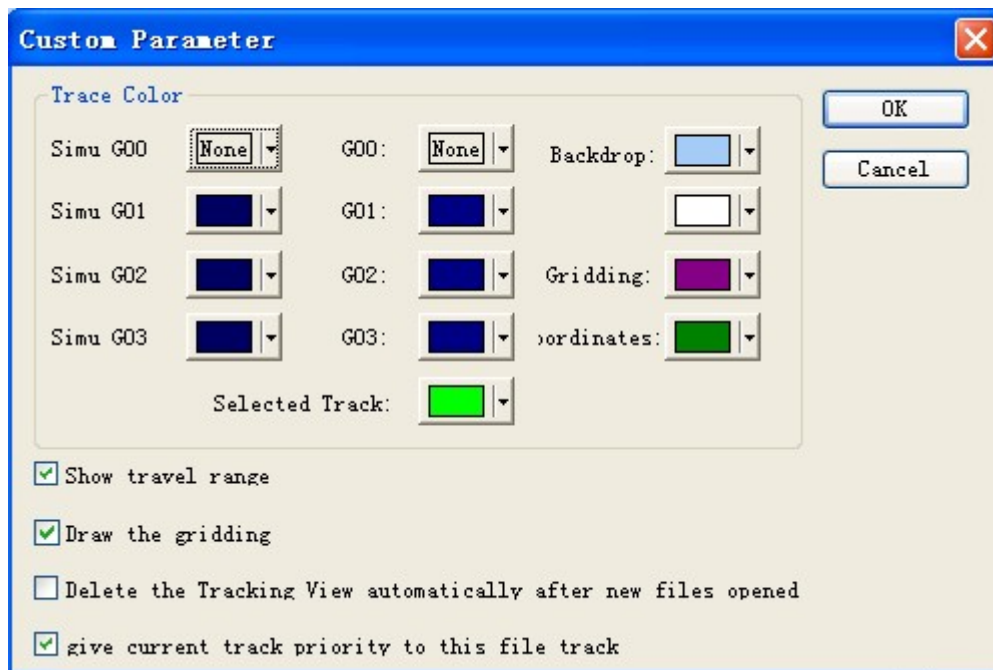 Custom Parameter
Trace Color
OK
Simu G00 None G00: None Backdrop:
Cancel
Simu G01 G01:
Simu G02 G02: Gridding:
Simu G03 G03: oordinates:
Selected Track:
Show travel range
Draw the gridding
Delete the Tracking View automatically after new files opened
give current track priority to this file track